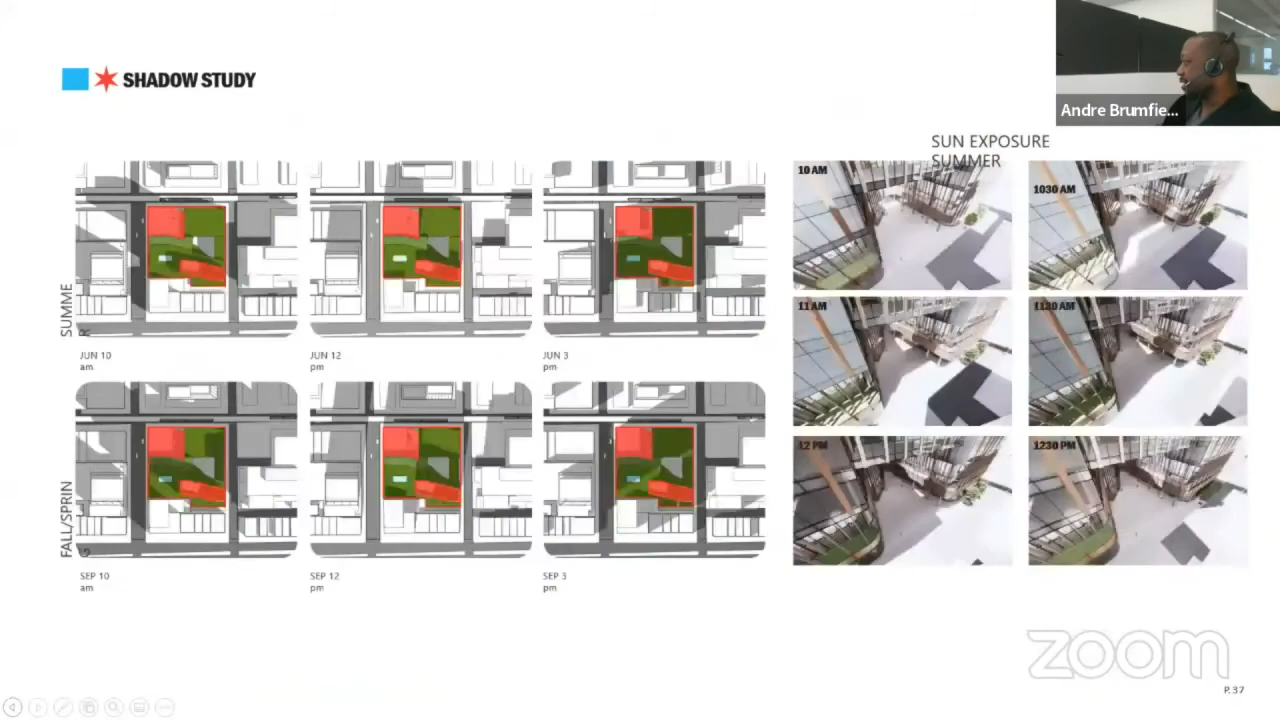 Andre Brumfie...
SHADOW STUDY
SUN EXPOSURE
SUMMER
10 AM
1030 AM
11 AM
1130 AM
12 PM
1230 PM
SUMME
R
JUN 10
am
JUN 12
pm
JUN 3
pm
FALL/SPRIN
G
SEP 10
am
SEP 12
pm
SEP 3
pm
zoom
P.37